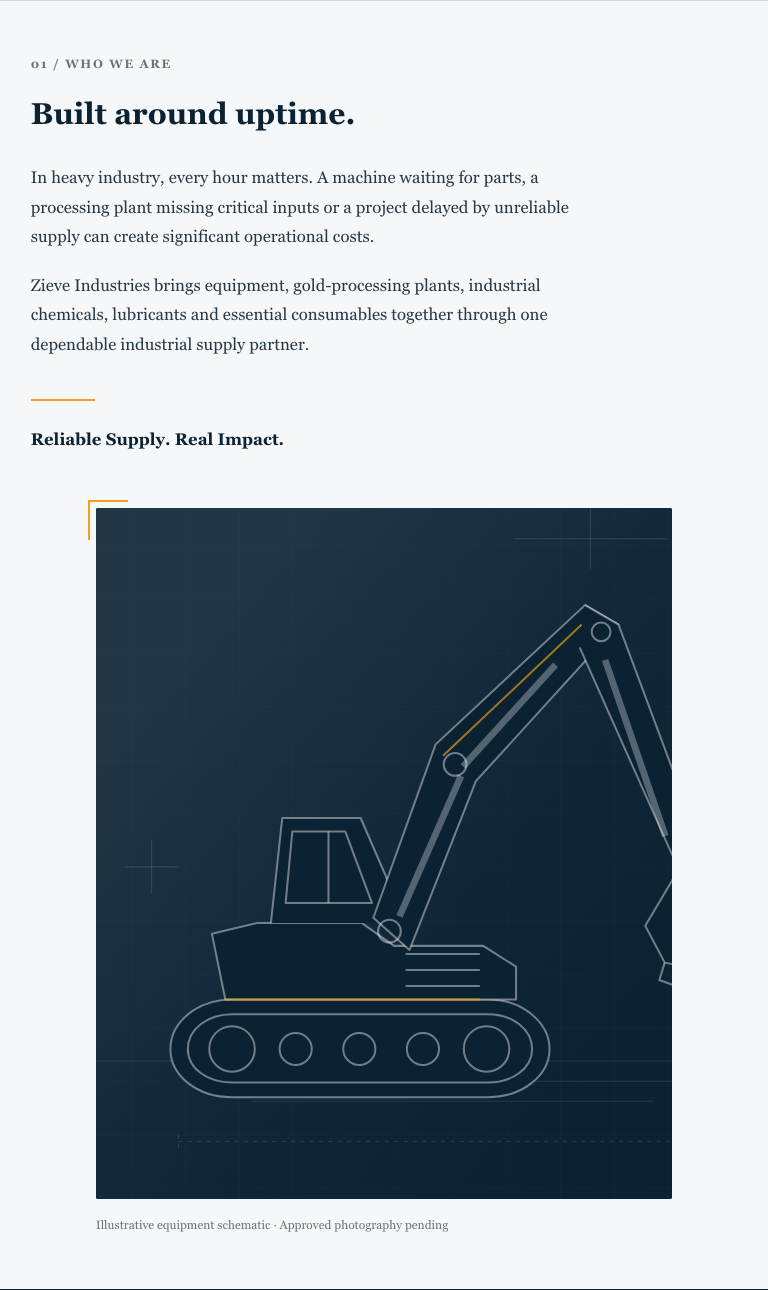 01 / WHO WE ARE
Built around uptime.
In heavy industry, every hour matters. A machine waiting for parts, a
processing plant missing critical inputs or a project delayed by unreliable
supply can create significant operational costs.
Zieve Industries brings equipment, gold-processing plants, industrial
chemicals, lubricants and essential consumables together through one
dependable industrial supply partner.
Reliable Supply. Real Impact.
Illustrative equipment schematic · Approved photography pending